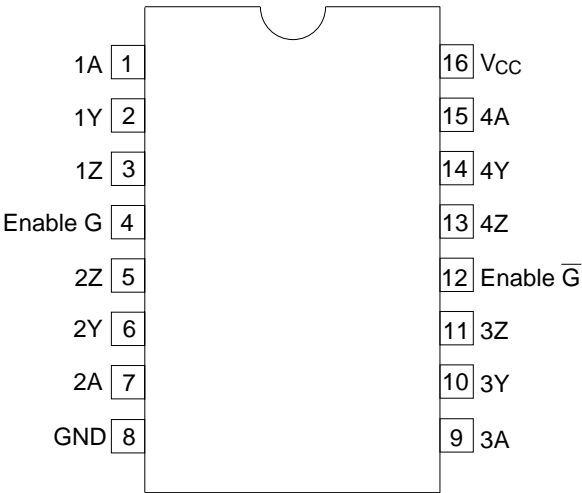 1A 1 16 VCC
1Y 2 15 4A
1Z 3 14 4Y
Enable G 4 13 4Z
2Z 5 12 Enable G̅
2Y 6 11 3Z
2A 7 10 3Y
GND 8 9 3A